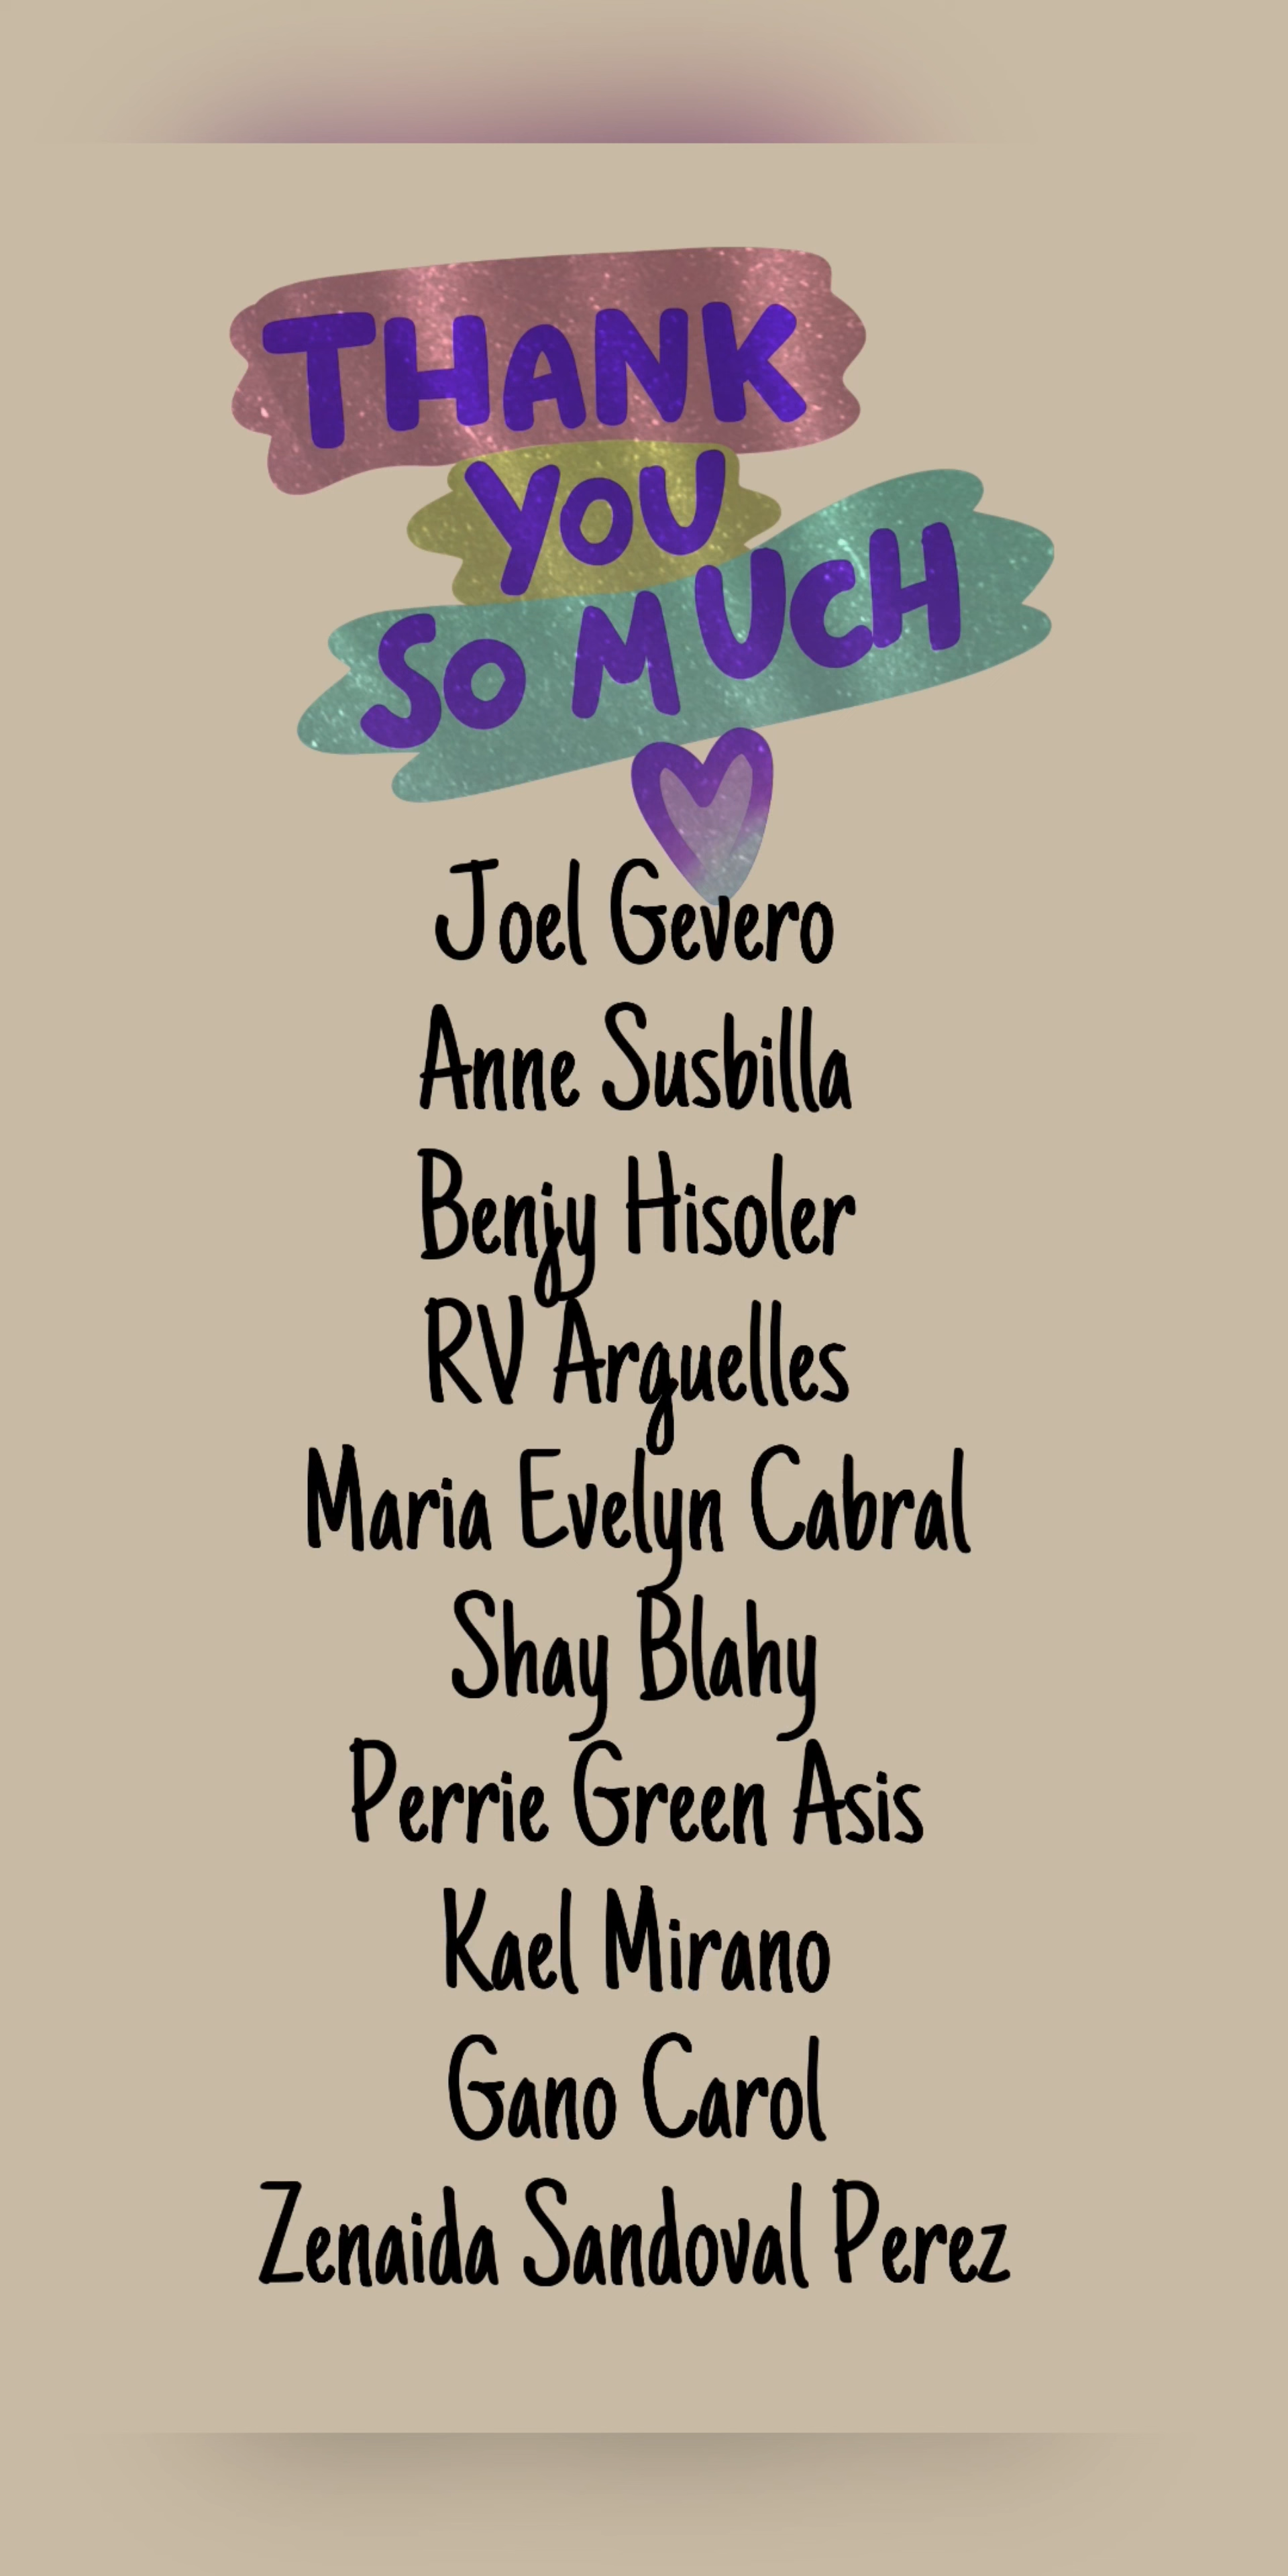 THANK
YOU
SO MUCH
Joel Gevero
Anne Susbilla
Benjy Hisoler
RV Arguelles
Maria Evelyn Cabral
Shay Blahy
Perrie Green Asis
Kael Mirano
Gano Carol
Zenaida Sandoval Perez